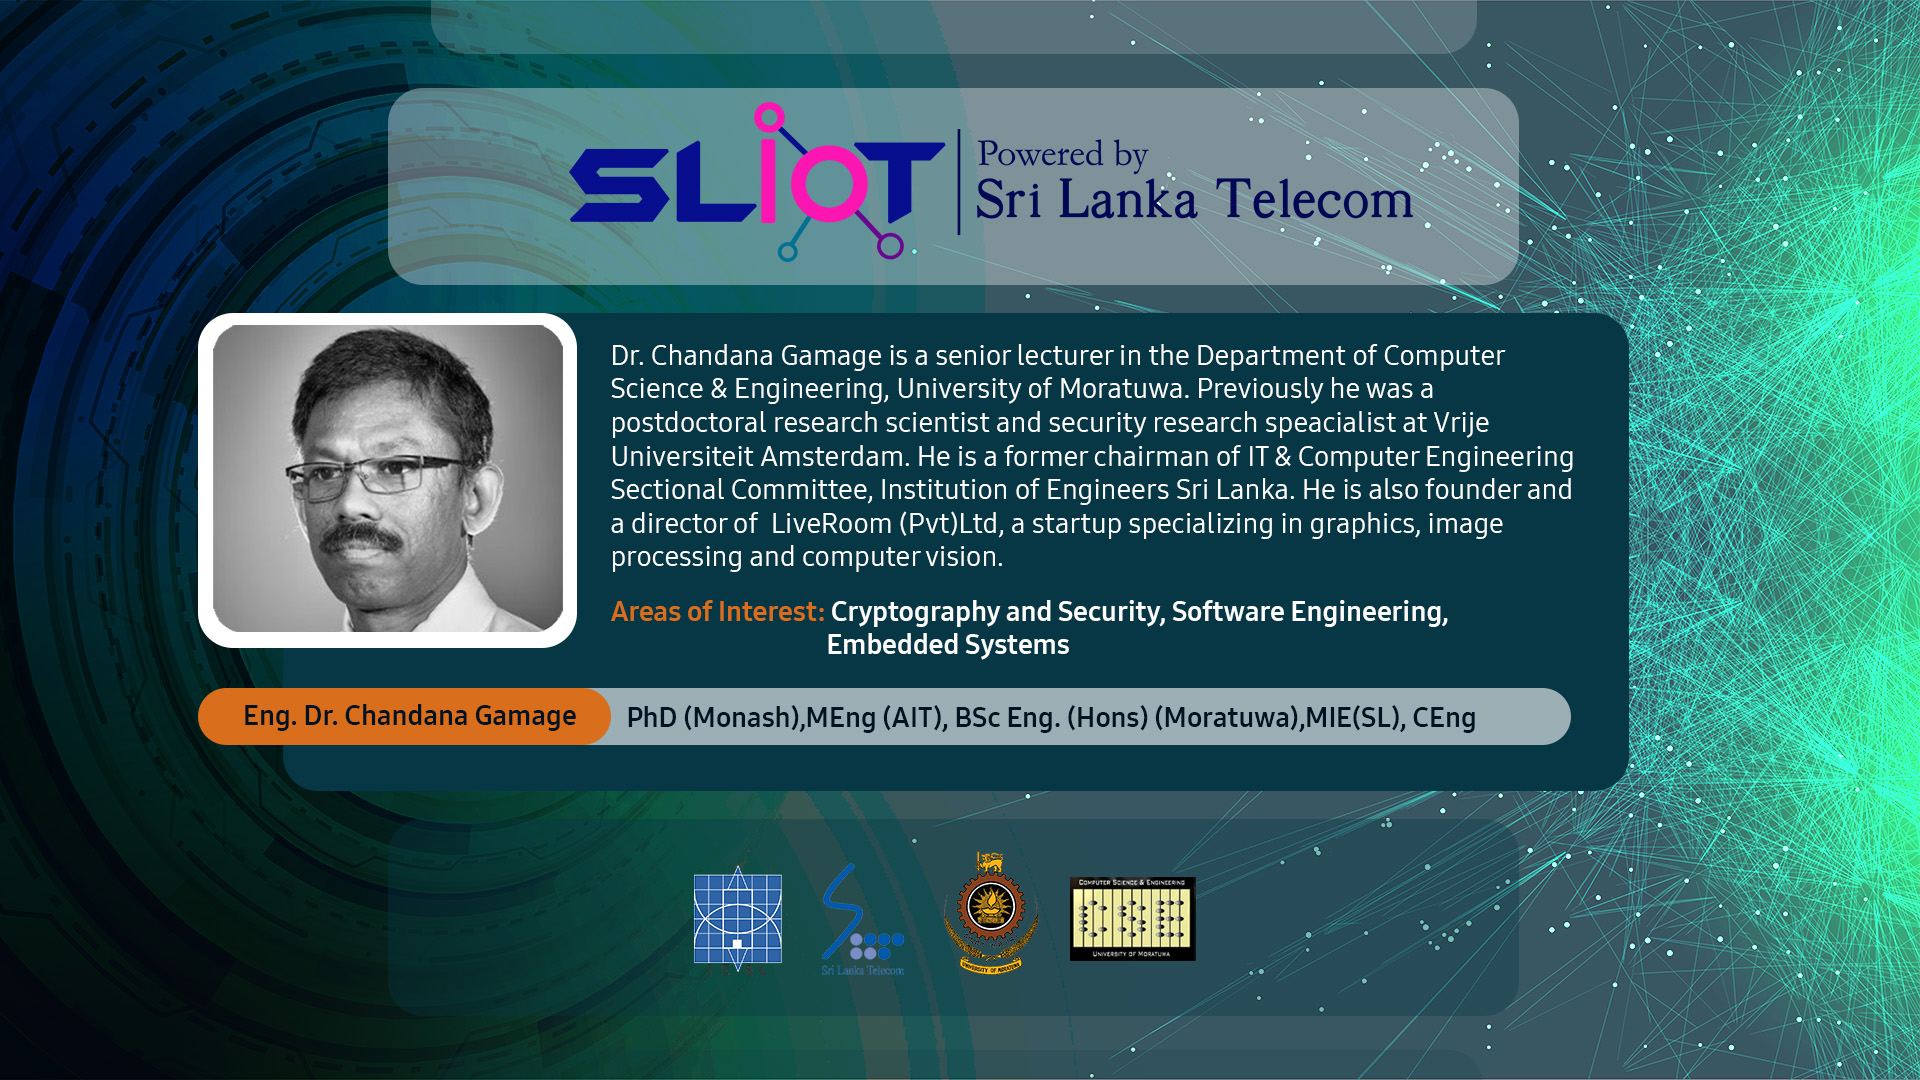 SLIOT
Powered by
Sri Lanka Telecom
Dr. Chandana Gamage is a senior lecturer in the Department of Computer
Science & Engineering, University of Moratuwa. Previously he was a
postdoctoral research scientist and security research speacialist at Vrije
Universiteit Amsterdam. He is a former chairman of IT & Computer Engineering
Sectional Committee, Institution of Engineers Sri Lanka. He is also founder and
a director of  LiveRoom (Pvt)Ltd, a startup specializing in graphics, image
processing and computer vision.
Areas of Interest: Cryptography and Security, Software Engineering,
Embedded Systems
Eng. Dr. Chandana Gamage
PhD (Monash),MEng (AIT), BSc Eng. (Hons) (Moratuwa),MIE(SL), CEng
Sri Lanka Telecom
UNIVERSITY OF MORATUWA
COMPUTER SCIENCE & ENGINEERING
CSE
UNIVERSITY OF MORATUWA